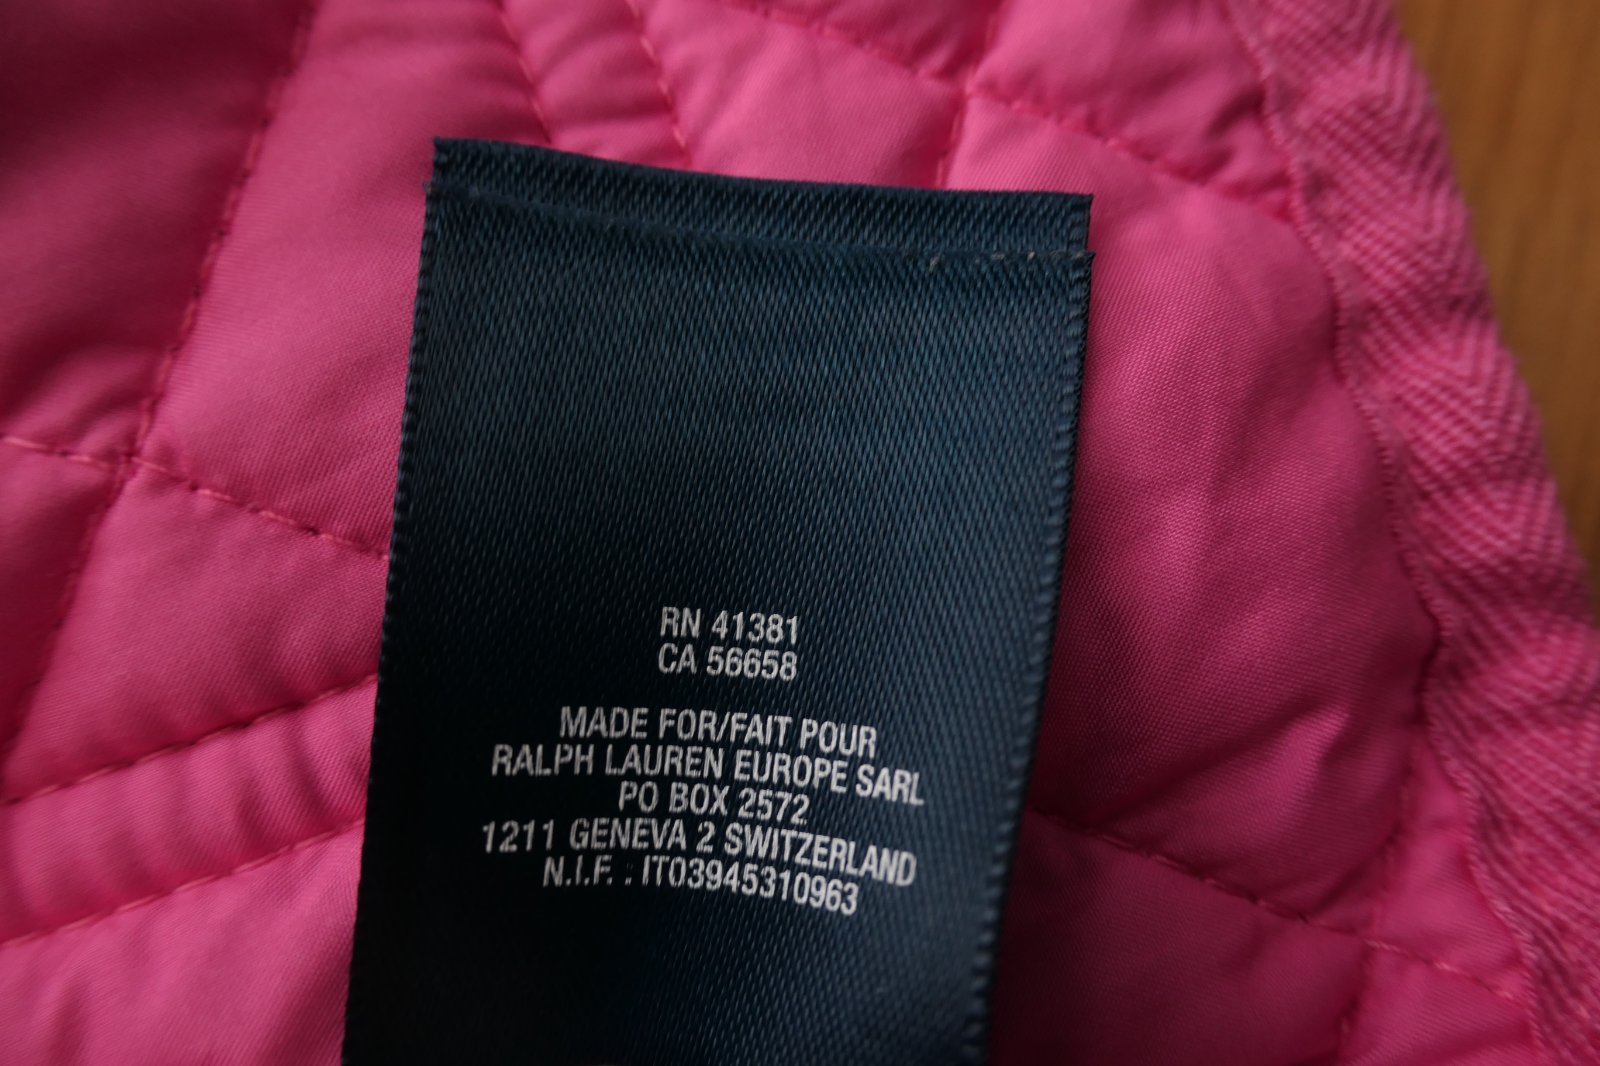 RN 41381
CA 56658
MADE FOR/FAIT POUR
RALPH LAUREN EUROPE SARL
PO BOX 2572
1211 GENEVA 2 SWITZERLAND
N.I.F. : IT03945310963